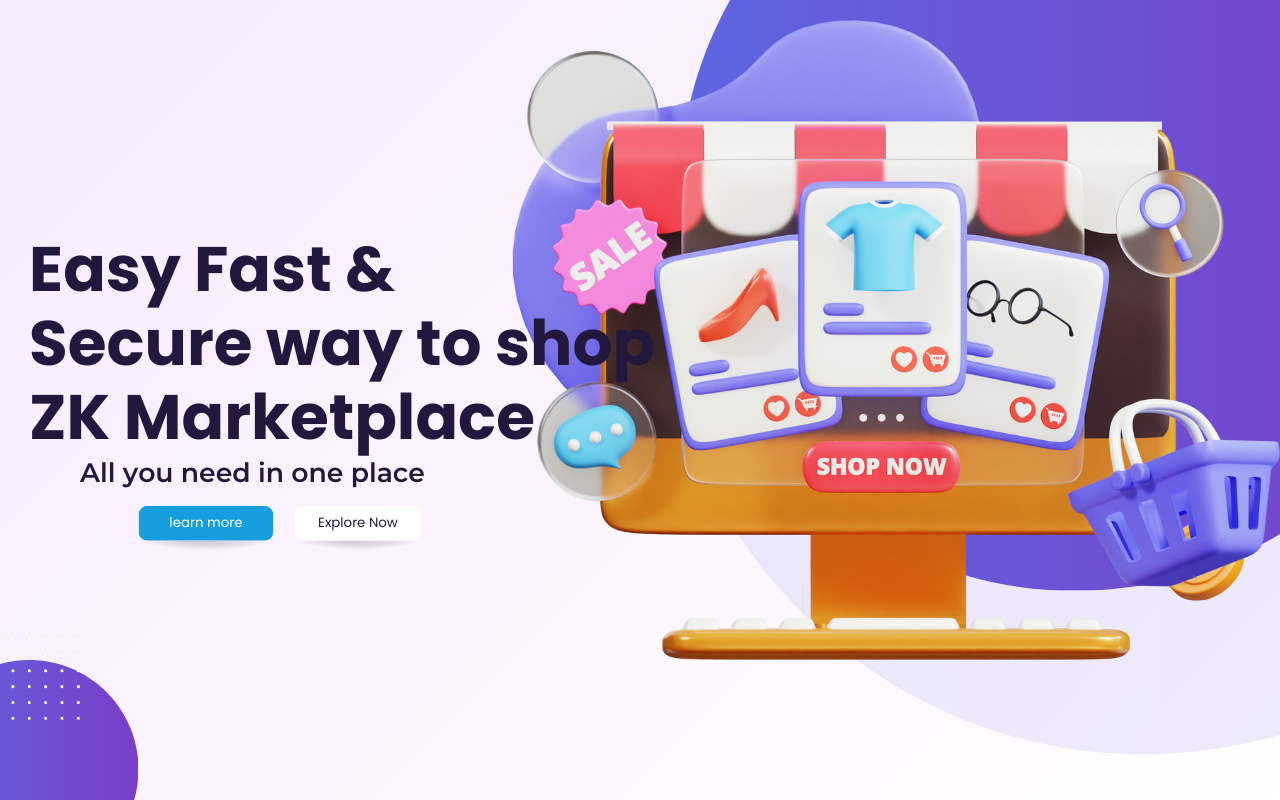 Easy Fast &
Secure way to shop
ZK Marketplace
All you need in one place
learn more
Explore Now
SALE
SHOP NOW